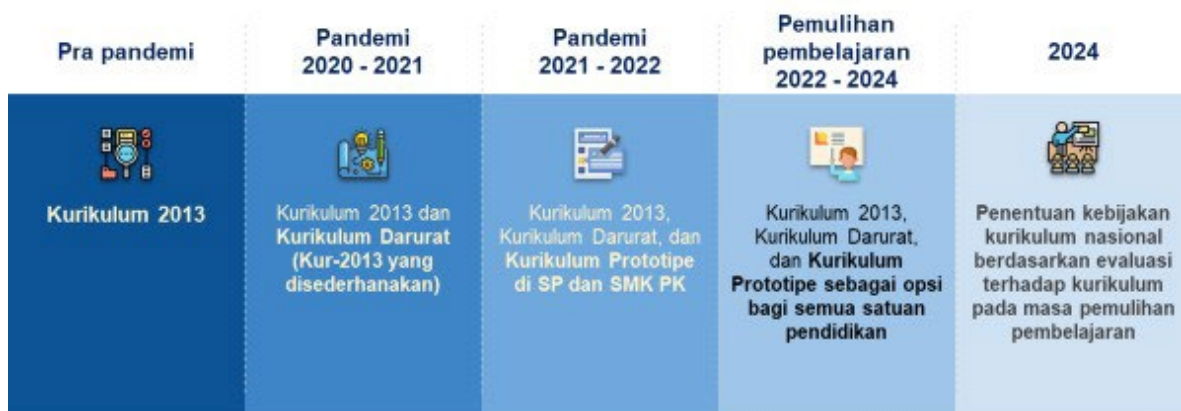 Pra pandemi
Pandemi
2020 - 2021
Pandemi
2021 - 2022
Pemulihan
pembelajaran
2022 - 2024
2024
Kurikulum 2013
Kurikulum 2013 dan
Kurikulum Darurat
(Kur-2013 yang
disederhanakan)
Kurikulum 2013,
Kurikulum Darurat, dan
Kurikulum Prototipe
di SP dan SMK PK
Kurikulum 2013,
Kurikulum Darurat,
dan Kurikulum
Prototipe sebagai opsi
bagi semua satuan
pendidikan
Penentuan kebijakan
kurikulum nasional
berdasarkan evaluasi
terhadap kurikulum
pada masa pemulihan
pembelajaran